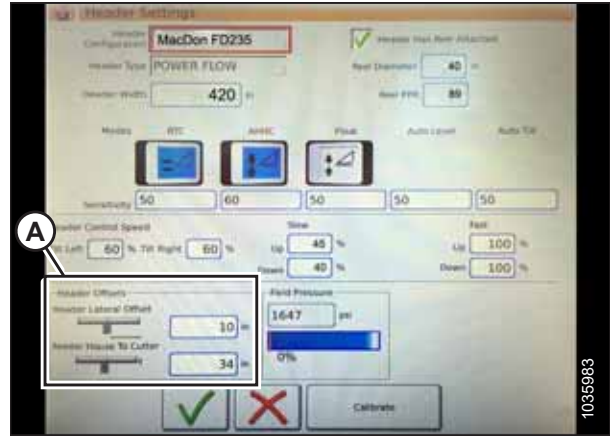 Header Settings
Header Configuration MacDon FD235 Header Has Reel Attached
Header Type POWER FLOW Reel Diameter 40 in
Header Width 420 in Reel PPR 89
Modes RTC AHHC Float Auto Level Auto Tilt
Sensitivity 50 60 50 50 50
Header Control Speed Slow Fast
Tilt Left 60 % Tilt Right 60 % Up 45 % Up 100 %
Down 40 % Down 100 %
A
Header Offsets Field Pressure
Header Lateral Offset 1647 psi
10 in
Feeder House To Cutter 0%
34 in
Calibrate
1035983